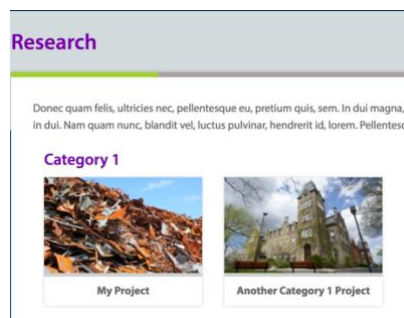 Research
Donec quam felis, ultricies nec, pellentesque eu, pretium quis, sem. In dui magna,
in dui. Nam quam nunc, blandit vel, luctus pulvinar, hendrerit id, lorem. Pellentesc
Category 1
My Project
Another Category 1 Project